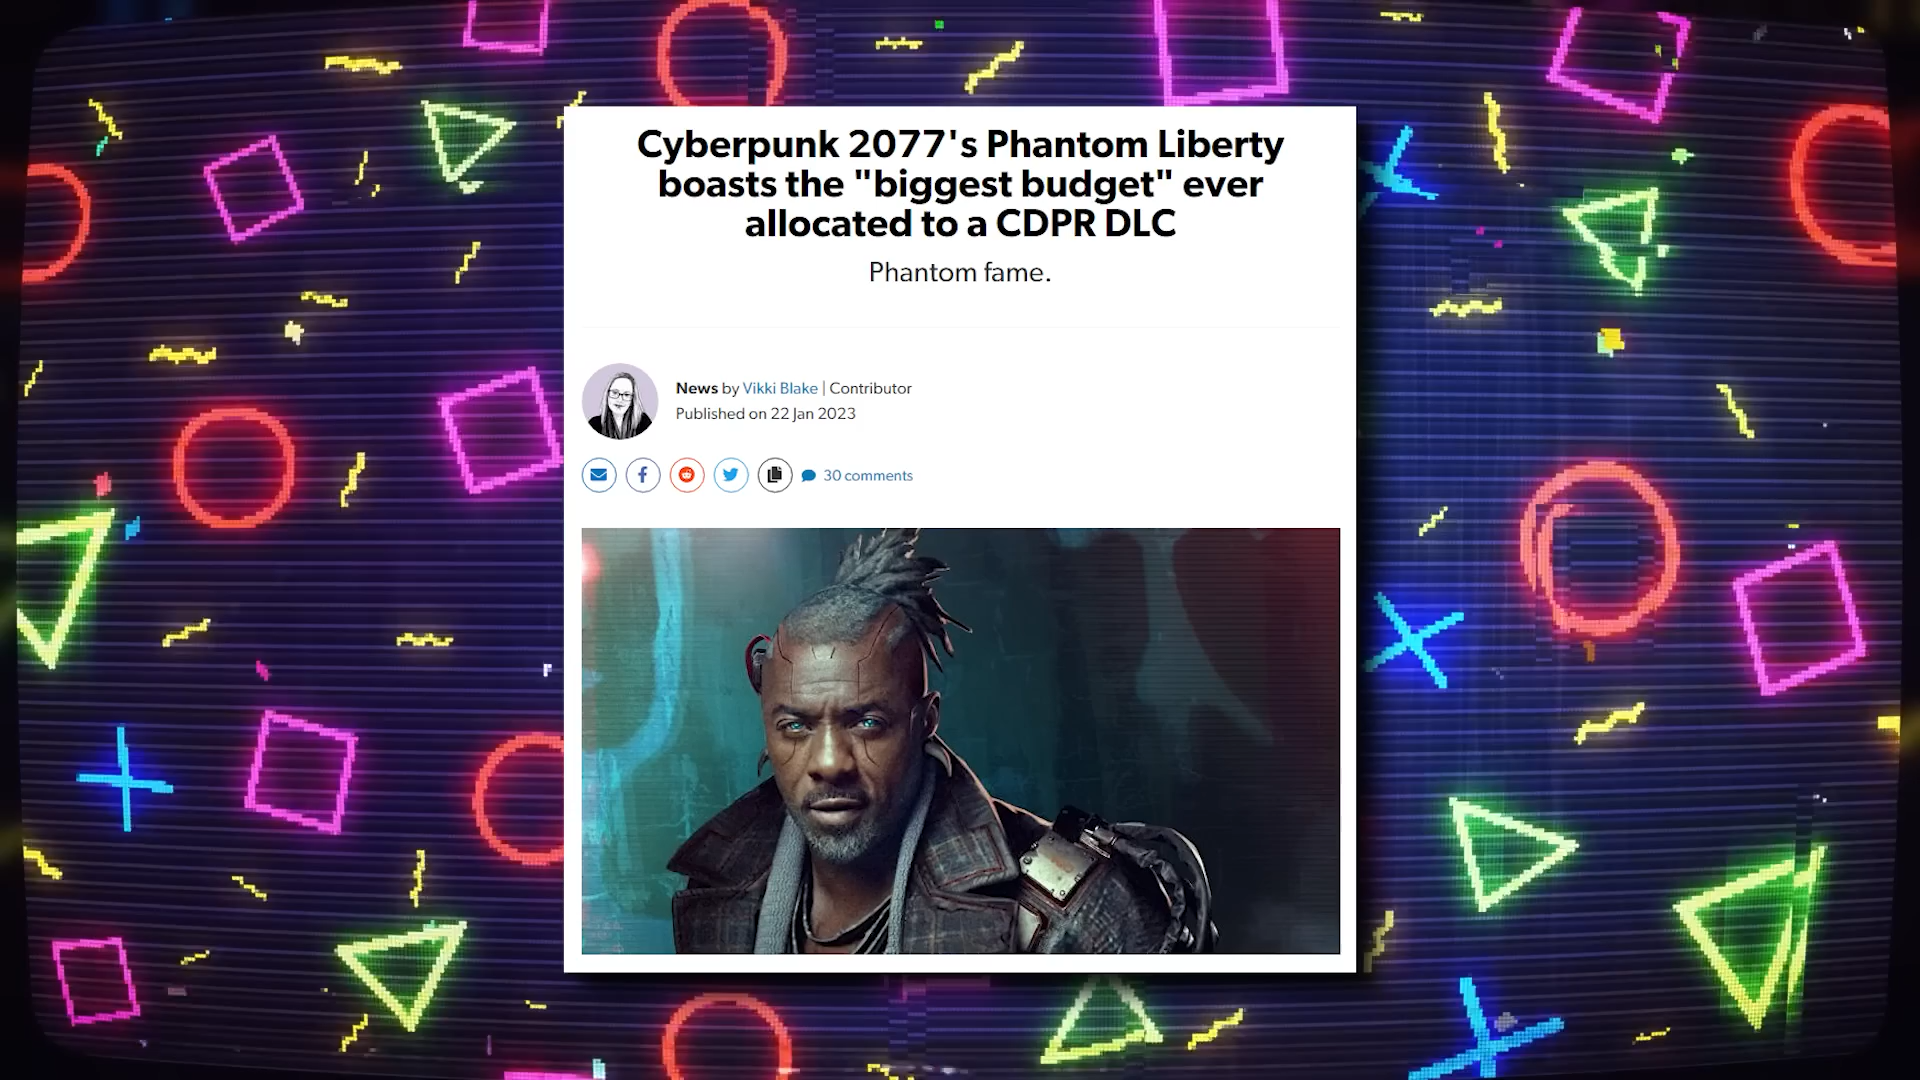 Cyberpunk 2077's Phantom Liberty
boasts the "biggest budget" ever
allocated to a CDPR DLC
Phantom fame.
News by Vikki Blake | Contributor
Published on 22 Jan 2023
30 comments